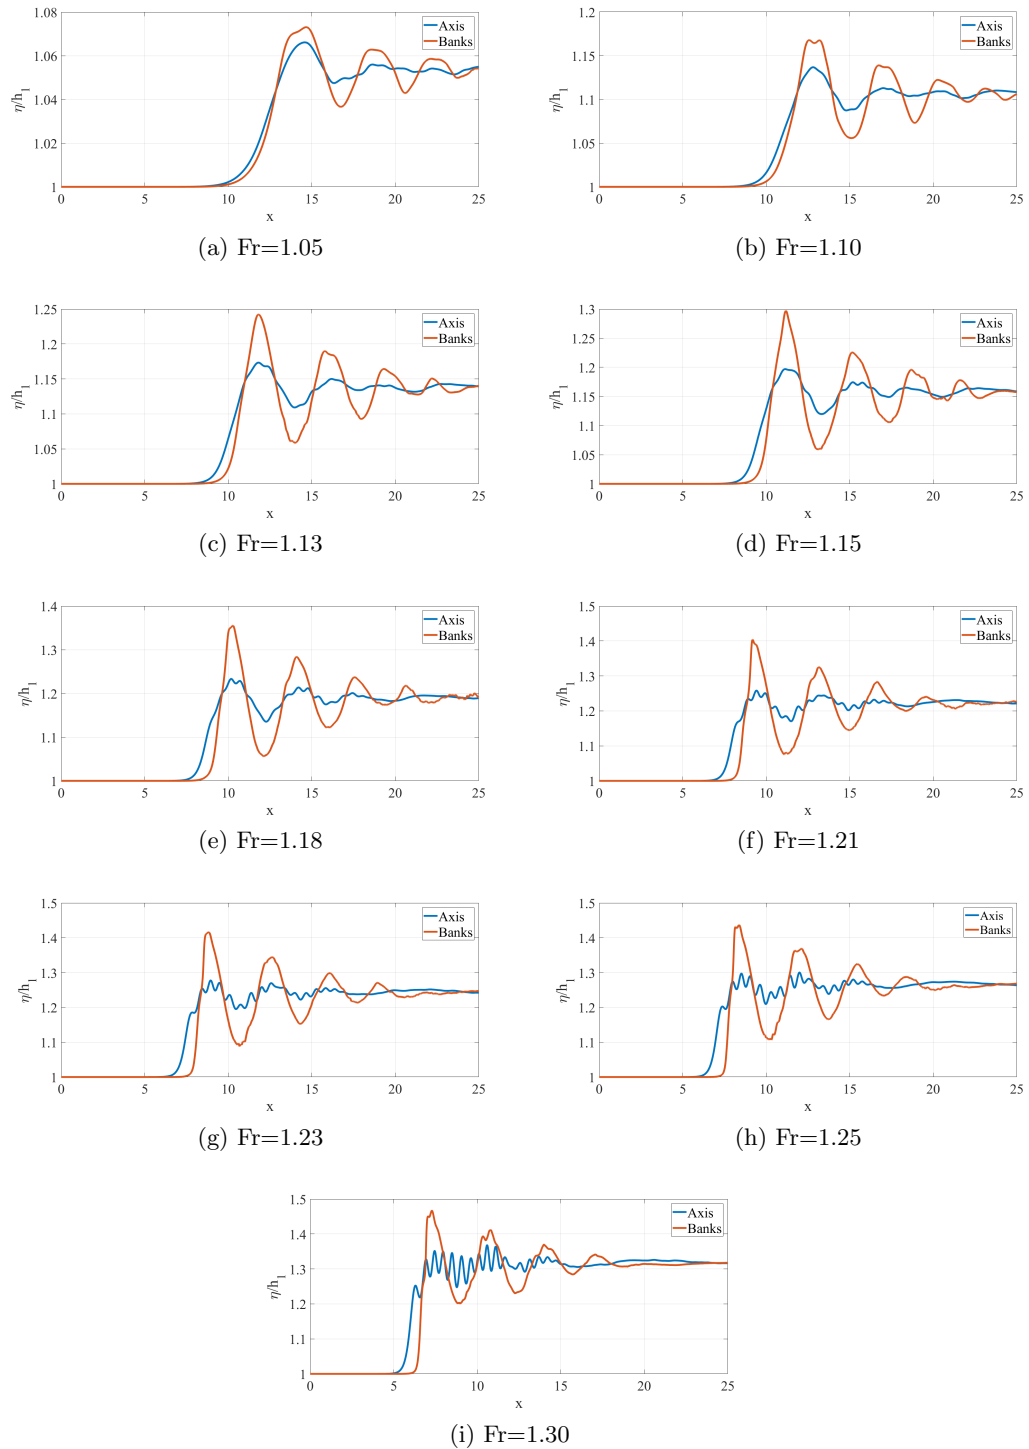 1.08
1.06
1.04
1.02
1
η/h1
0 5 10 15 20 25
x
Axis
Banks
(a) Fr=1.05
1.2
1.15
1.1
1.05
1
η/h1
0 5 10 15 20 25
x
Axis
Banks
(b) Fr=1.10
1.25
1.2
1.15
1.1
1.05
1
η/h1
0 5 10 15 20 25
x
Axis
Banks
(c) Fr=1.13
1.3
1.25
1.2
1.15
1.1
1.05
1
η/h1
0 5 10 15 20 25
x
Axis
Banks
(d) Fr=1.15
1.4
1.3
1.2
1.1
1
η/h1
0 5 10 15 20 25
x
Axis
Banks
(e) Fr=1.18
1.5
1.4
1.3
1.2
1.1
1
η/h1
0 5 10 15 20 25
x
Axis
Banks
(f) Fr=1.21
1.5
1.4
1.3
1.2
1.1
1
η/h1
0 5 10 15 20 25
x
Axis
Banks
(g) Fr=1.23
1.5
1.4
1.3
1.2
1.1
1
η/h1
0 5 10 15 20 25
x
Axis
Banks
(h) Fr=1.25
1.5
1.4
1.3
1.2
1.1
1
η/h1
0 5 10 15 20 25
x
Axis
Banks
(i) Fr=1.30